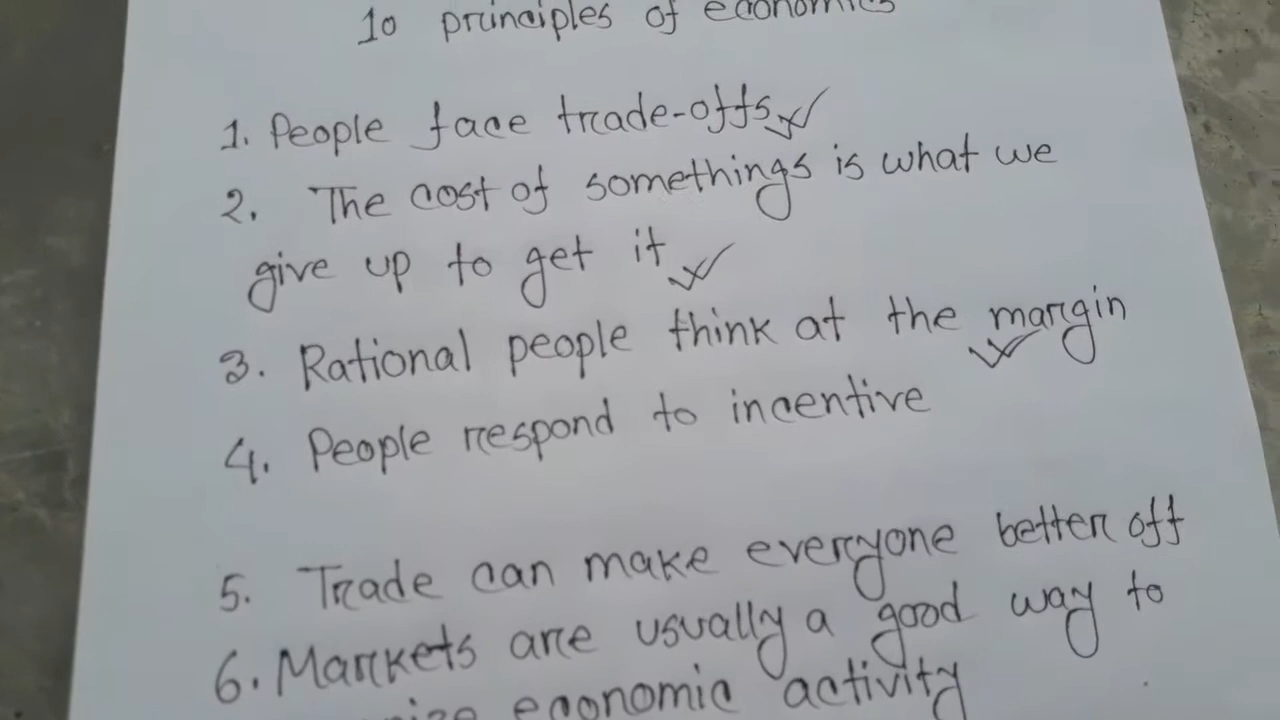 10 principles of economics
1. People face trade-offs
2. The cost of somethings is what we
give up to get it
3. Rational people think at the margin
4. People respond to incentive
5. Trade can make everyone better off
6. Markets are usually a good way to
economic activity